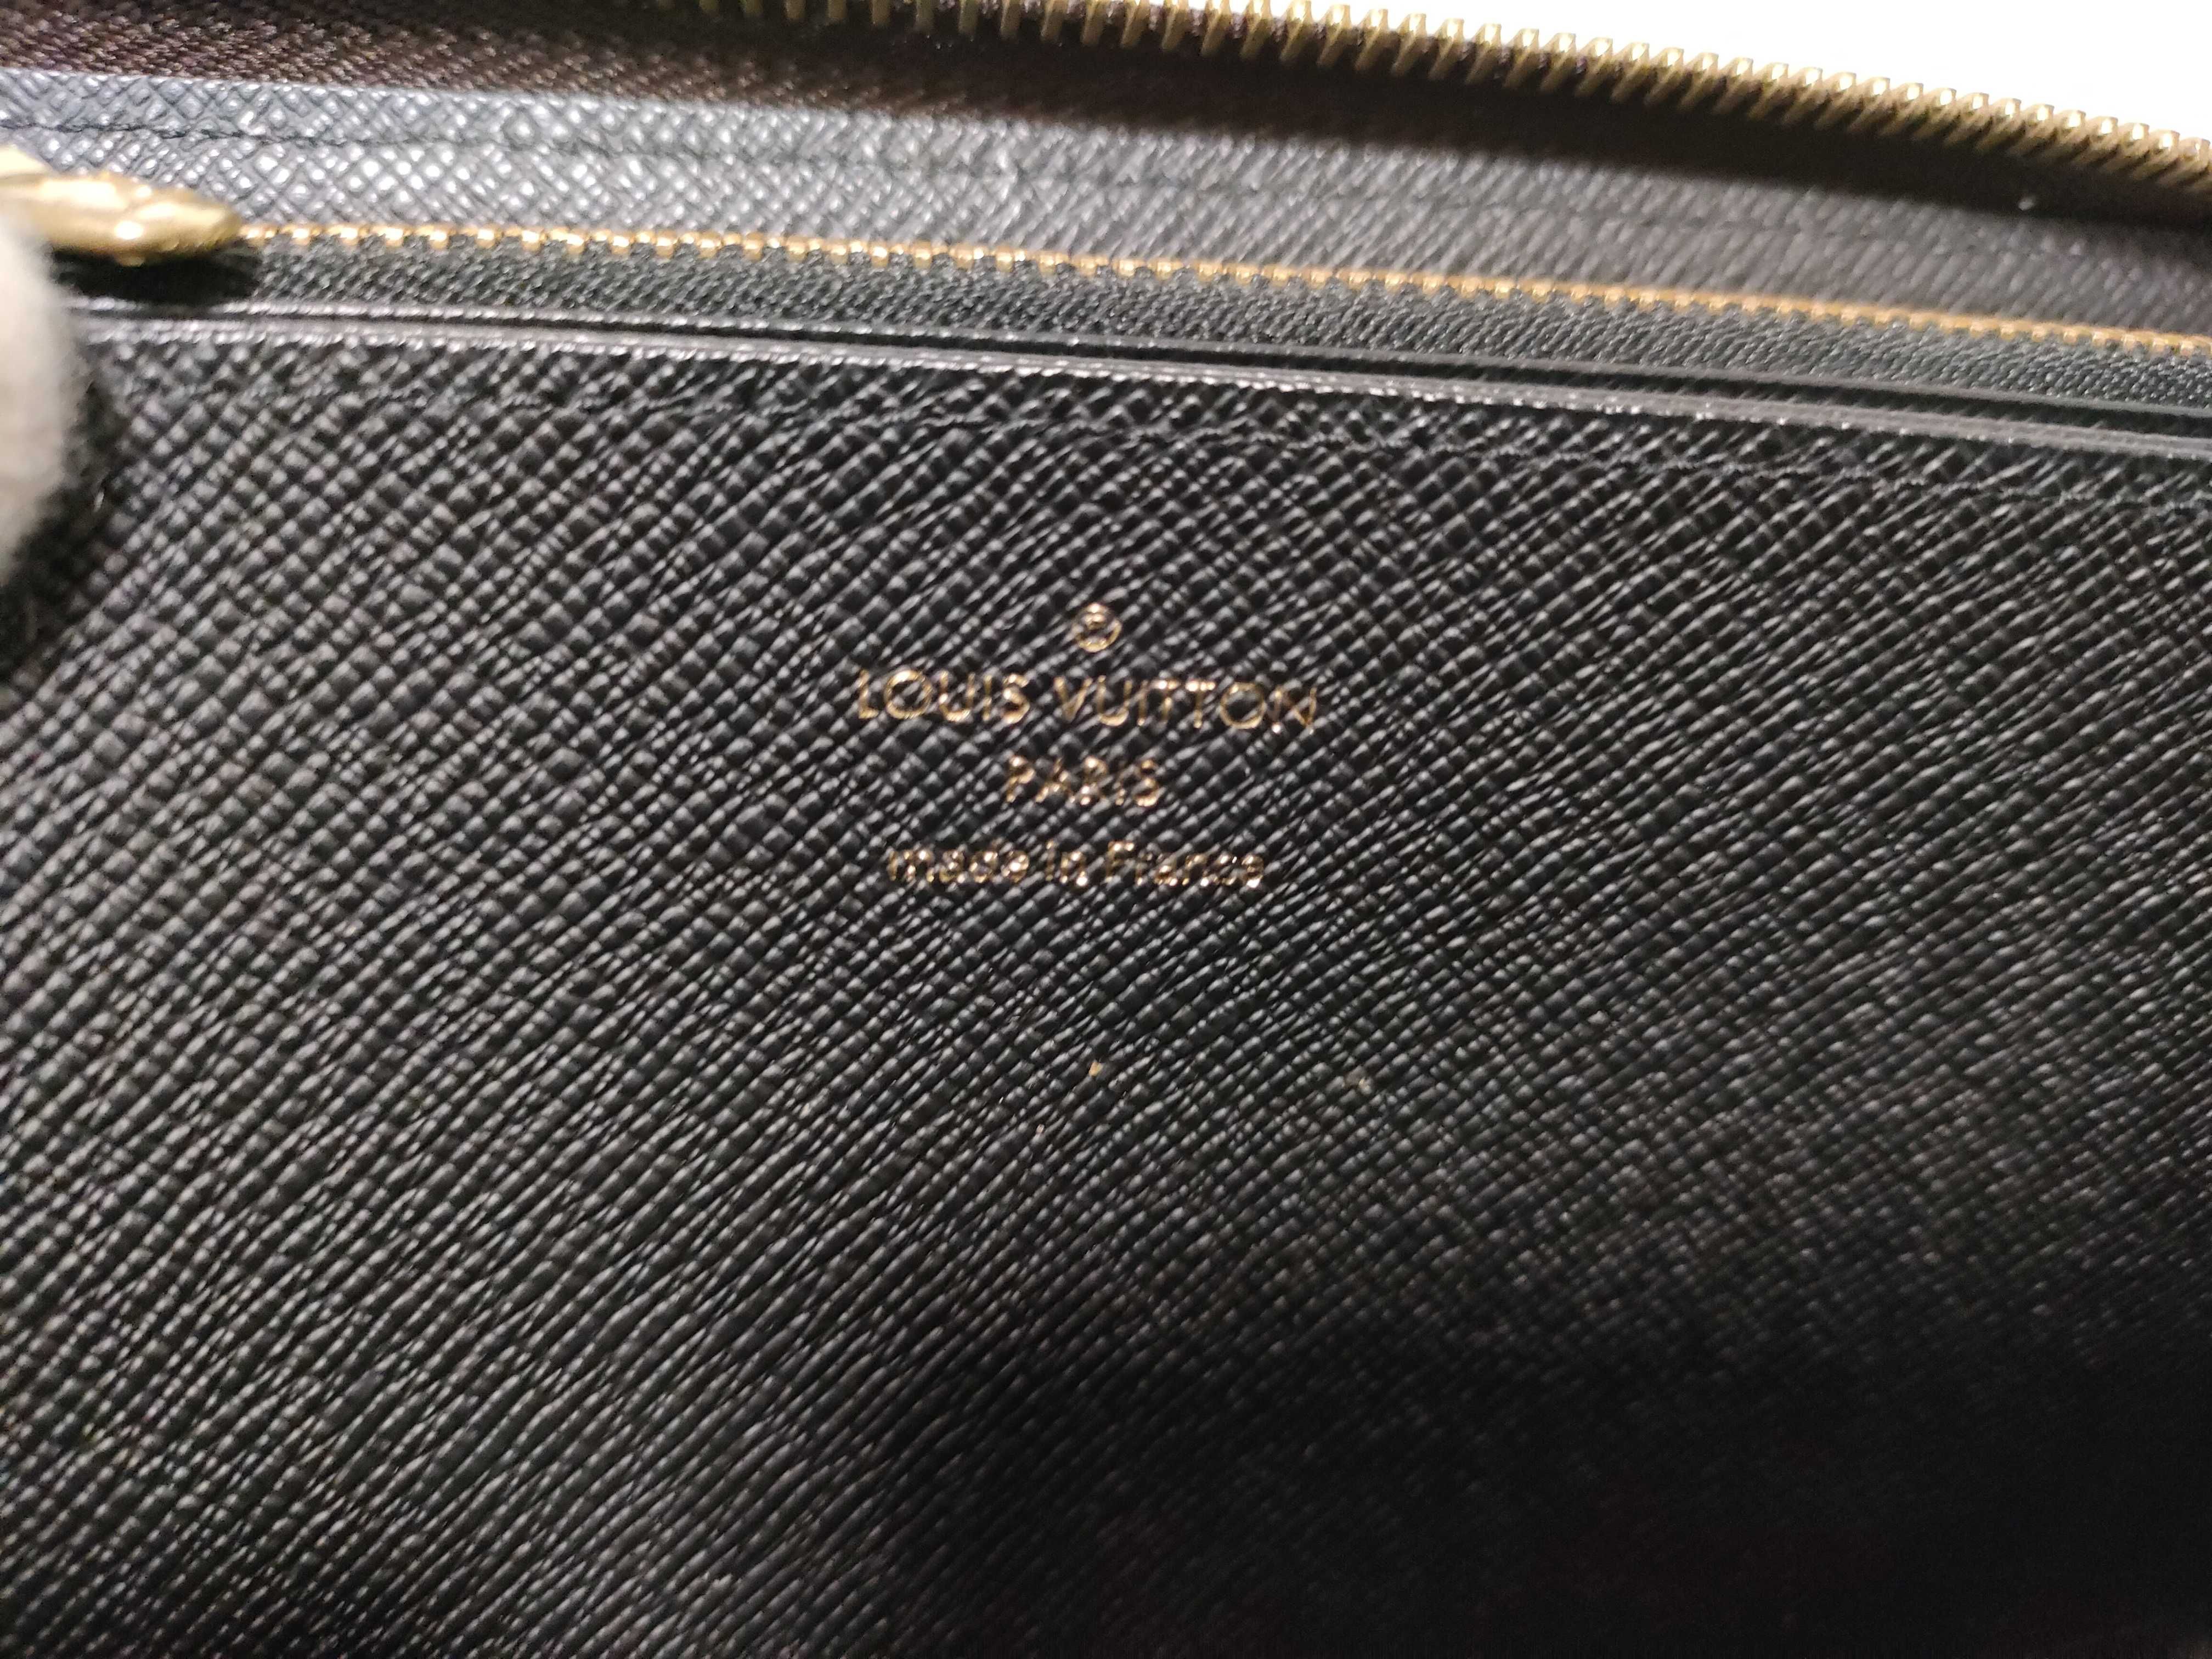 ®
LOUIS VUITTON
PARIS
made in France